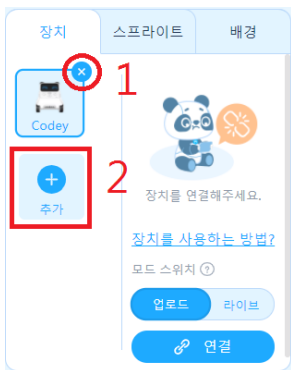 장치 스프라이트 배경
1
Codey
2
추가
장치를 연결해주세요.
장치를 사용하는 방법?
모드 스위치 ?
업로드 라이브
연결